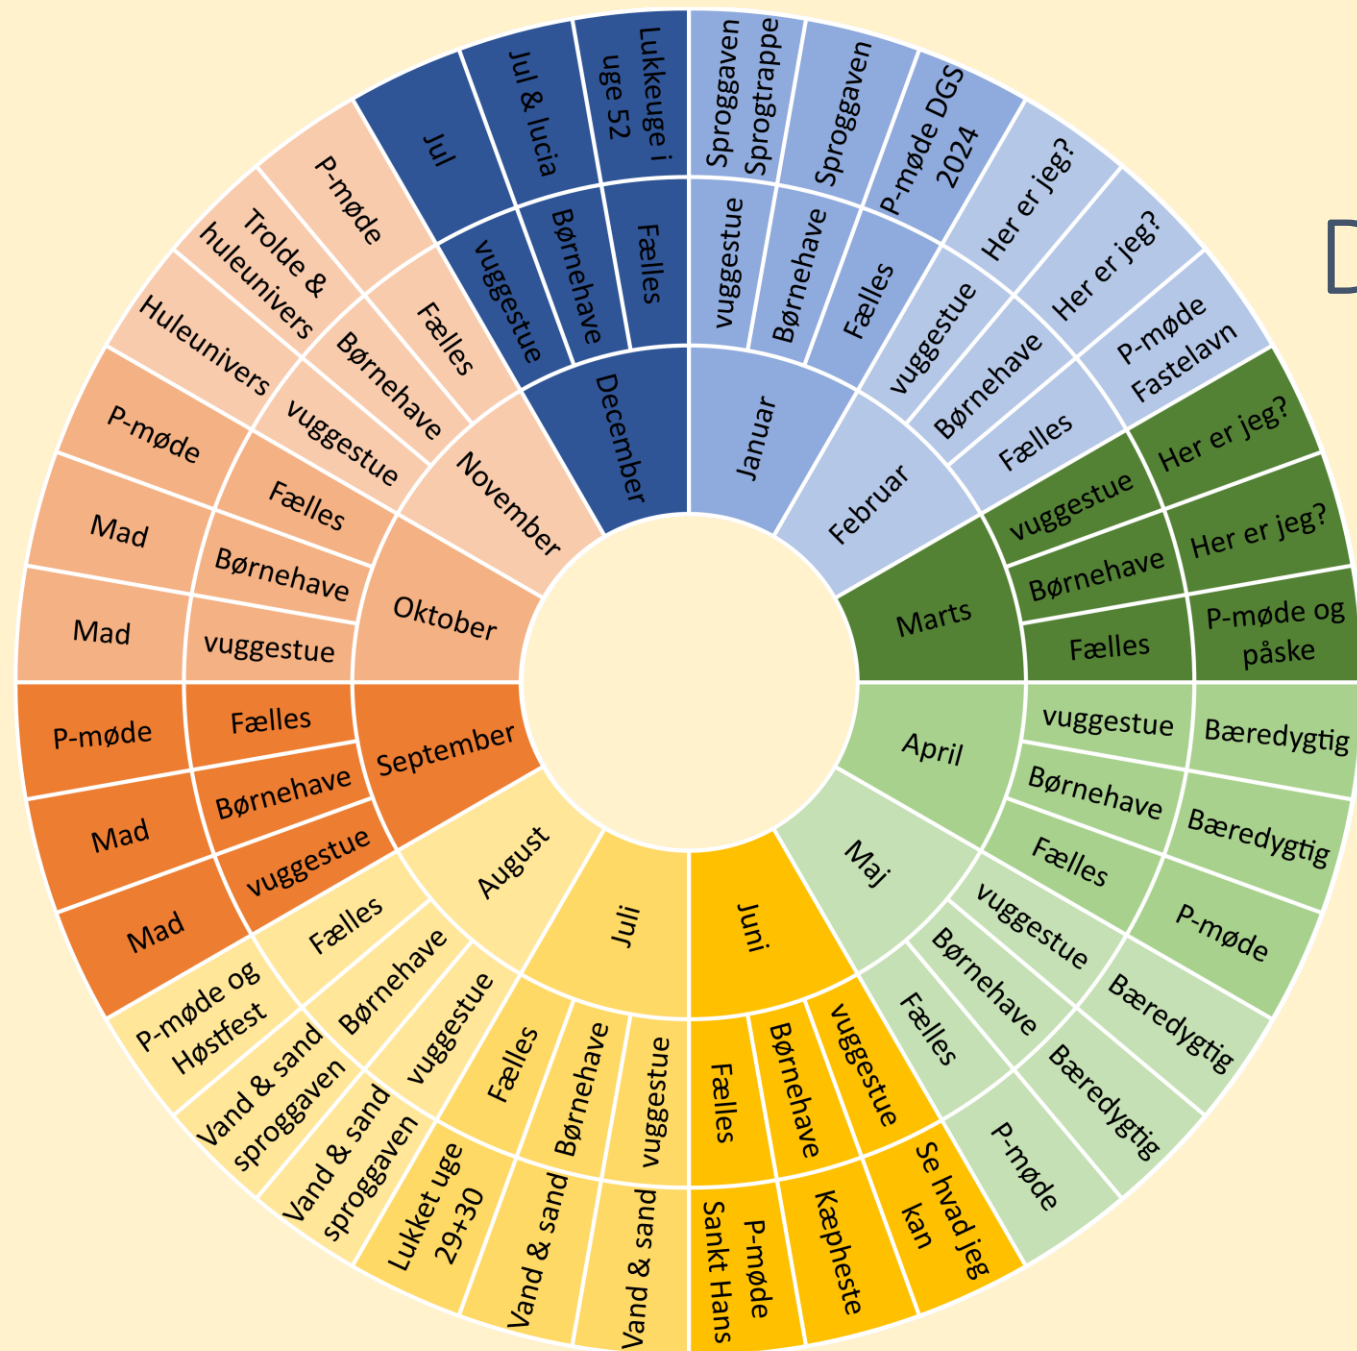 Januar
vuggestue
Sproggaven
Sprogtrappe
Børnehave
Sproggaven
Fælles
P-møde DGS
2024
Februar
vuggestue
Her er jeg?
Børnehave
Her er jeg?
Fælles
P-møde
Fastelavn
Marts
vuggestue
Her er jeg?
Børnehave
Her er jeg?
Fælles
P-møde og
påske
April
vuggestue
Bæredygtig
Børnehave
Bæredygtig
Fælles
P-møde
Maj
vuggestue
Bæredygtig
Børnehave
Bæredygtig
Fælles
P-møde
Juni
vuggestue
Se hvad jeg
kan
Børnehave
Kæpheste
Fælles
P-møde
Sankt Hans
Juli
vuggestue
Vand & sand
Børnehave
Vand & sand
Fælles
Lukket uge
29+30
August
vuggestue
Vand & sand
sproggaven
Børnehave
Vand & sand
sproggaven
Fælles
P-møde og
Høstfest
September
vuggestue
Mad
Børnehave
Mad
Fælles
P-møde
Oktober
vuggestue
Mad
Børnehave
Mad
Fælles
P-møde
November
vuggestue
Huleunivers
Børnehave
Trolde &
huleunivers
Fælles
P-møde
December
vuggestue
Jul
Børnehave
Jul & lucia
Fælles
Lukkeuge i
uge 52